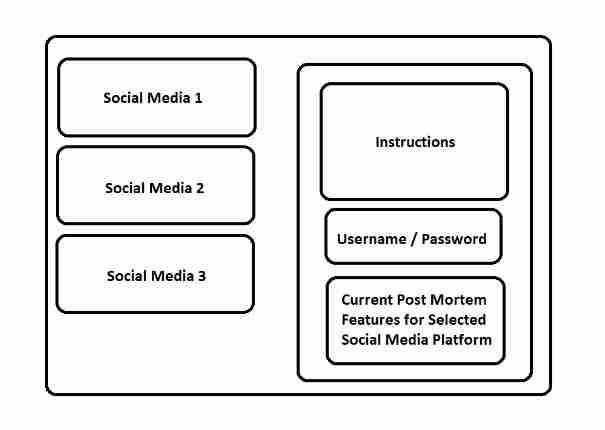 Social Media 1
Social Media 2
Social Media 3
Instructions
Username / Password
Current Post Mortem
Features for Selected
Social Media Platform